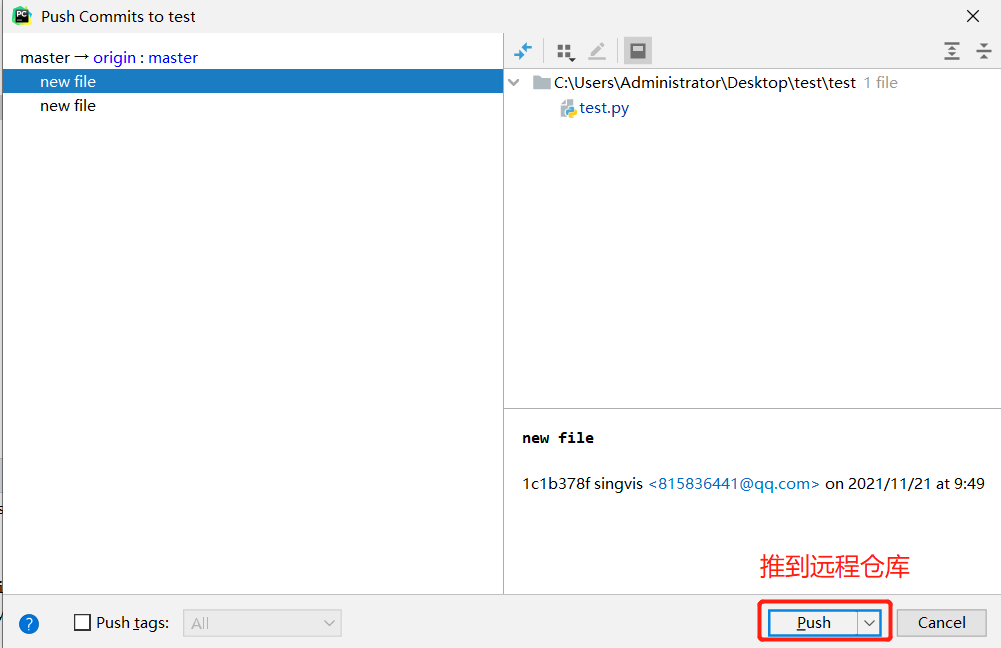 Push Commits to test
master → origin : master
new file
new file
C:\Users\Administrator\Desktop\test\test 1 file
test.py
new file
1c1b378f singvis <815836441@qq.com> on 2021/11/21 at 9:49
推到远程仓库
? Push tags: All Push Cancel